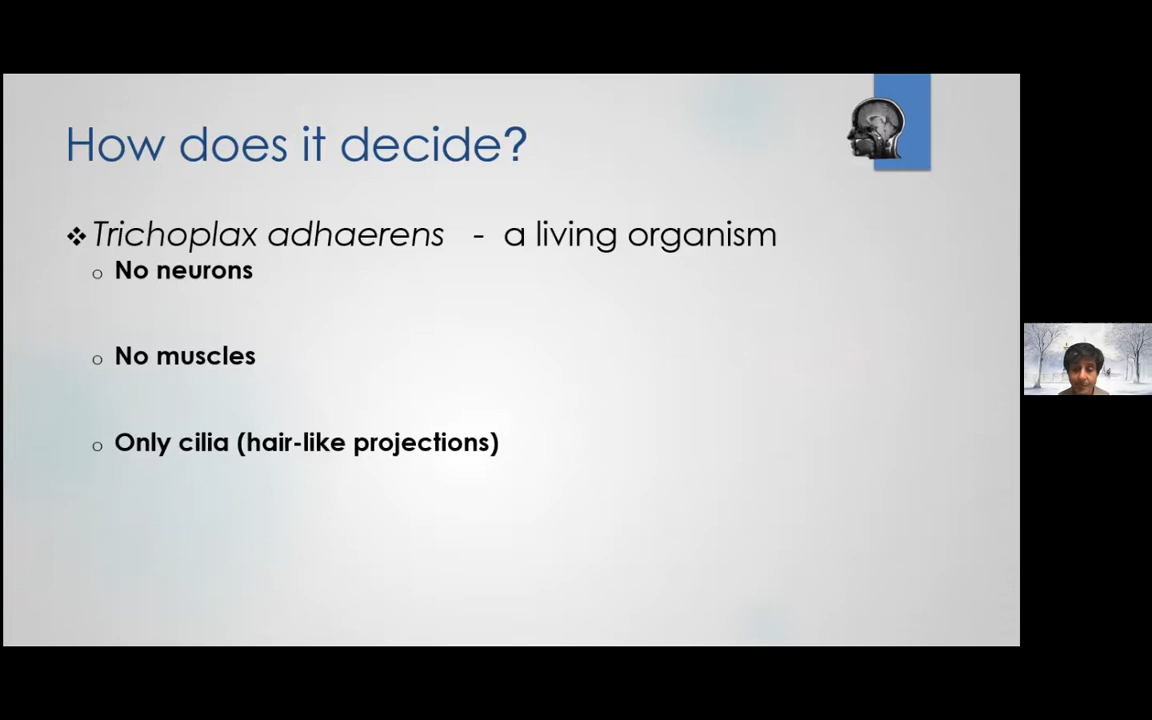 How does it decide?
❖ Trichoplax adhaerens - a living organism
o No neurons
o No muscles
o Only cilia (hair-like projections)